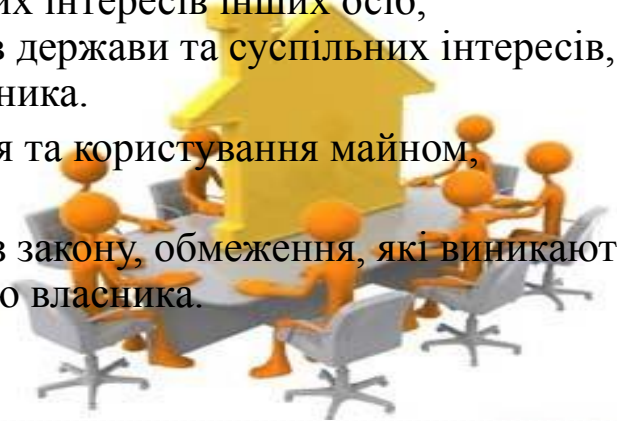 их інтересів інших осіб,
в держави та суспільних інтересів,
ника.
я та користування майном,
в закону, обмеження, які виникают
о власника.